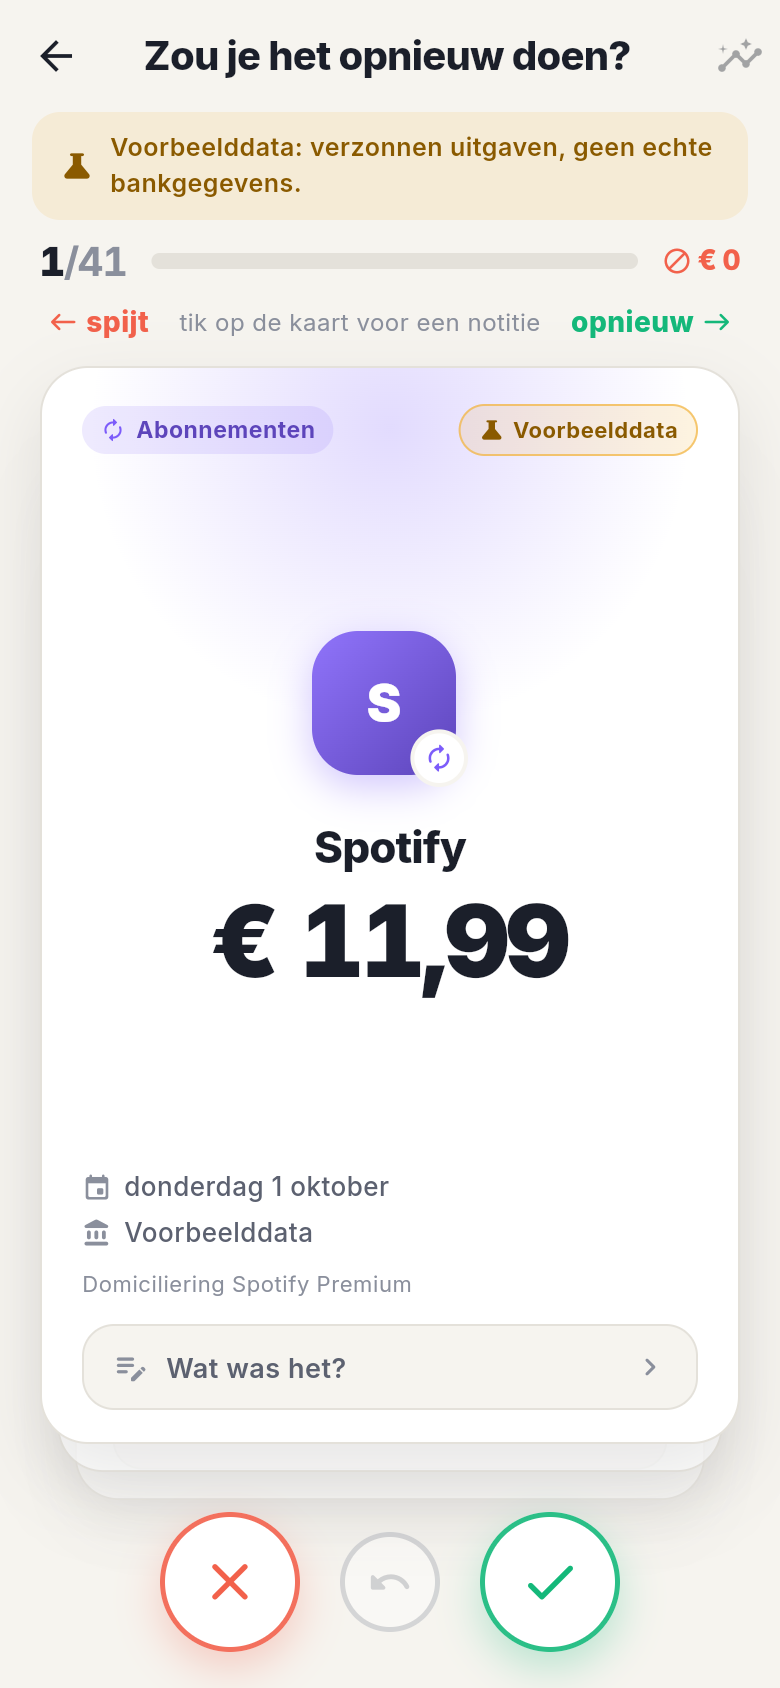 Zou je het opnieuw doen?
Voorbeelddata: verzonnen uitgaven, geen echte
bankgegevens.
1/41
€ 0
← spijt
tik op de kaart voor een notitie
opnieuw →
Abonnementen
Voorbeelddata
S
Spotify
€ 11,99
donderdag 1 oktober
Voorbeelddata
Domiciliering Spotify Premium
Wat was het?